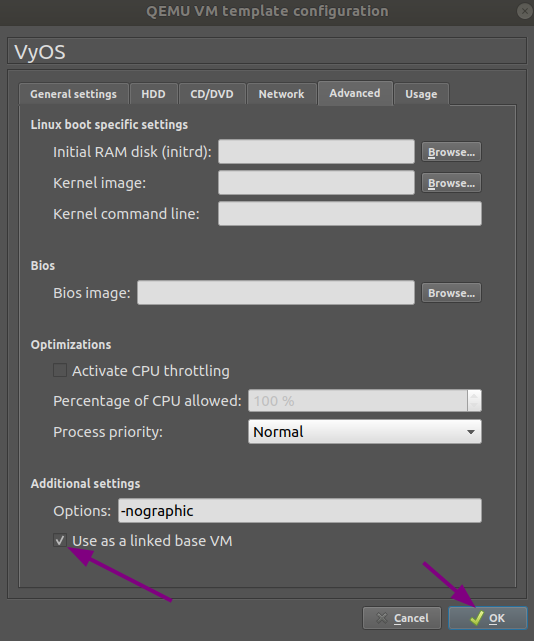 QEMU VM template configuration
VyOS
General settings HDD CD/DVD Network Advanced Usage
Linux boot specific settings
Initial RAM disk (initrd): Browse...
Kernel image: Browse...
Kernel command line:
Bios
Bios image: Browse...
Optimizations
Activate CPU throttling
Percentage of CPU allowed: 100 %
Process priority: Normal
Additional settings
Options: -nographic
Use as a linked base VM
Cancel OK